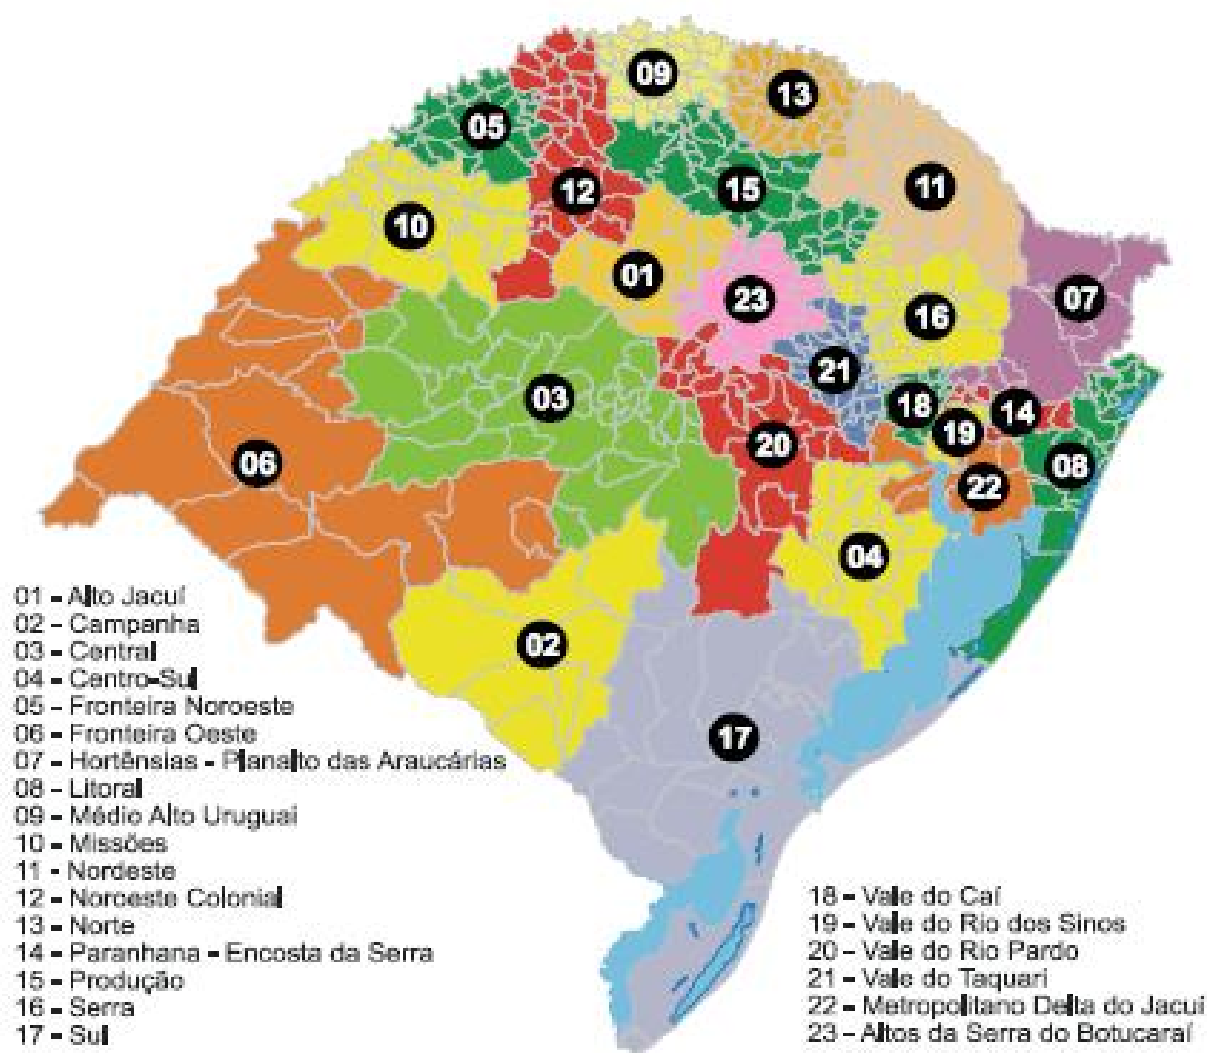 09
13
05
12
15
11
10
01
23
07
16
21
03
18
14
19
20
06
08
22
04
02
17
01 - Alto Jacuí
02 - Campanha
03 - Central
04 - Centro-Sul
05 - Fronteira Noroeste
06 - Fronteira Oeste
07 - Hortênsias - Planalto das Araucárias
08 - Litoral
09 - Médio Alto Uruguai
10 - Missões
11 - Nordeste
12 - Noroeste Colonial
13 - Norte
14 - Paranhana - Encosta da Serra
15 - Produção
16 - Serra
17 - Sul
18 - Vale do Caí
19 - Vale do Rio dos Sinos
20 - Vale do Rio Pardo
21 - Vale do Taquari
22 - Metropolitano Delta do Jacuí
23 - Altos da Serra do Botucaraí